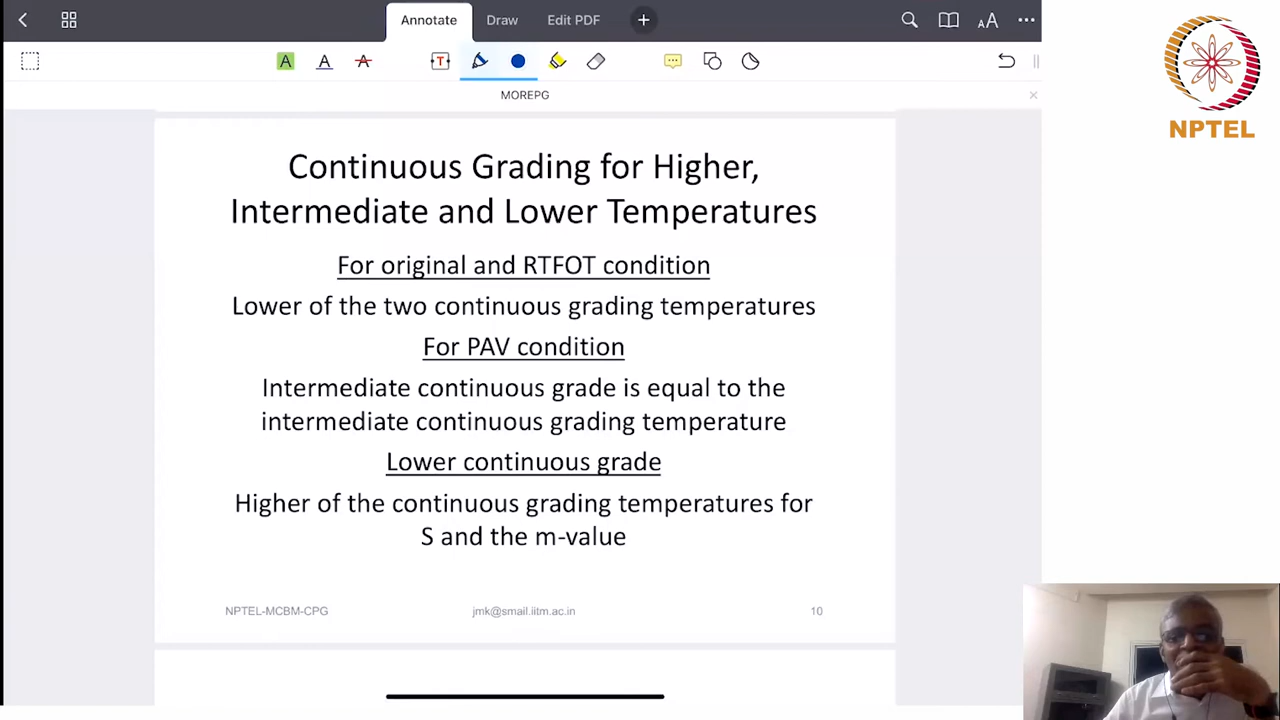 Annotate Draw Edit PDF
MOREPG
NPTEL
Continuous Grading for Higher,
Intermediate and Lower Temperatures
For original and RTFOT condition
Lower of the two continuous grading temperatures
For PAV condition
Intermediate continuous grade is equal to the
intermediate continuous grading temperature
Lower continuous grade
Higher of the continuous grading temperatures for
S and the m-value
NPTEL-MCBM-CPG jmk@smail.iitm.ac.in 10